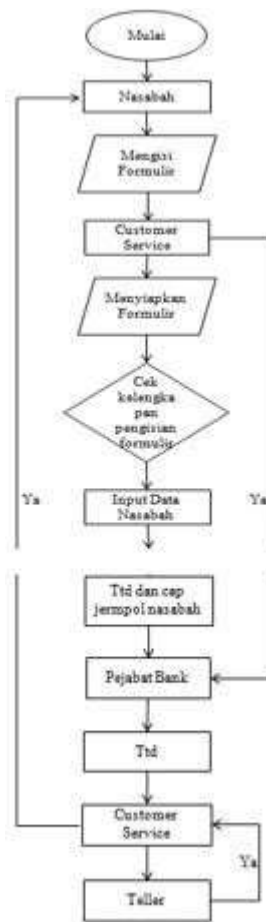 Mulai
Nasabah
Mengisi
Formulir
Customer
Service
Menyiapkan
Formulir
Cek
kelengka
pan
pengisian
formulir
Ya
Input Data
Nasabah
Ya
Ttd dan cap
jermpol nasabah
Pejabat Bank
Ttd
Customer
Service
Ya
Teller